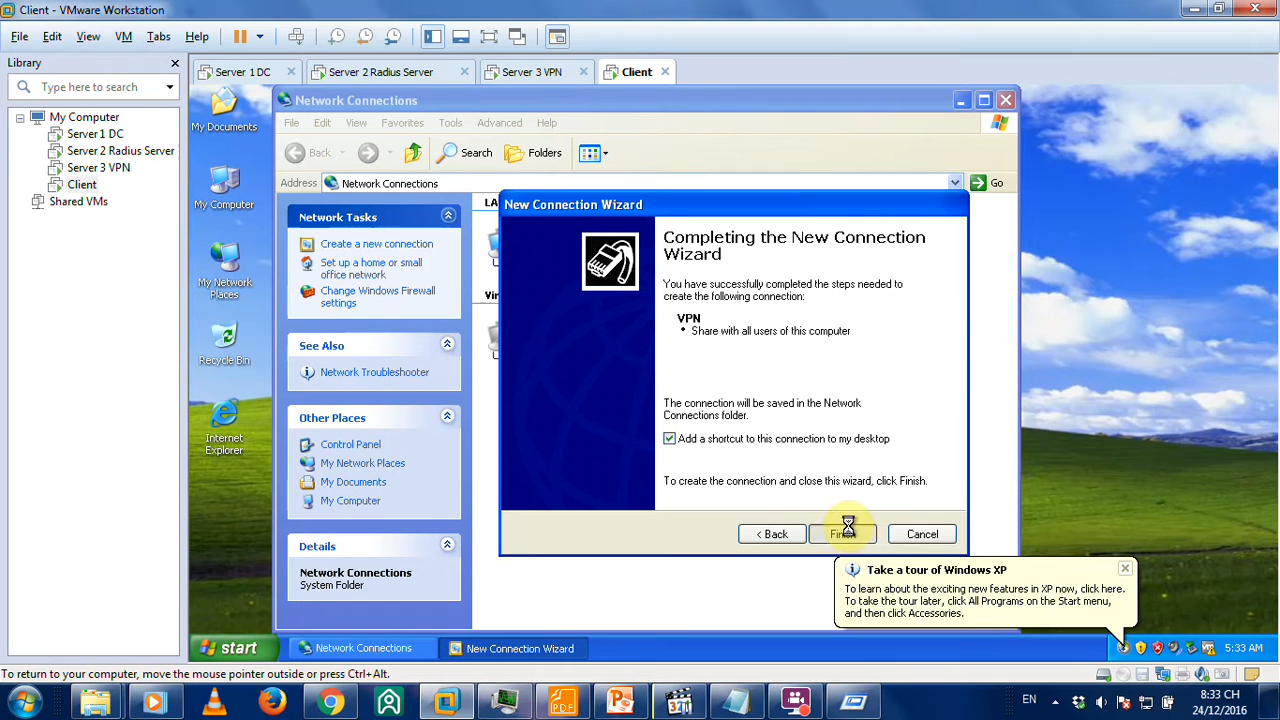 Client - VMware Workstation
File Edit View VM Tabs Help
Library
Type here to search
My Computer
Server 1 DC
Server 2 Radius Server
Server 3 VPN
Client
Shared VMs
Server 1 DC
Server 2 Radius Server
Server 3 VPN
Client
My Documents
My Computer
My Network
Places
Recycle Bin
Internet
Explorer
Network Connections
File Edit View Favorites Tools Advanced Help
Back Search Folders
Address Network Connections Go
Network Tasks
Create a new connection
Set up a home or small
office network
Change Windows Firewall
settings
See Also
Network Troubleshooter
Other Places
Control Panel
My Network Places
My Documents
My Computer
Details
Network Connections
System Folder
New Connection Wizard
Completing the New Connection
Wizard
You have successfully completed the steps needed to
create the following connection:
VPN
• Share with all users of this computer
The connection will be saved in the Network
Connections folder.
Add a shortcut to this connection to my desktop
To create the connection and close this wizard, click Finish.
< Back Finish Cancel
Take a tour of Windows XP
To learn about the exciting new features in XP now, click here.
To take the tour later, click All Programs on the Start menu,
and then click Accessories.
start Network Connections New Connection Wizard 5:33 AM
To return to your computer, move the mouse pointer outside or press Ctrl+Alt.
EN 8:33 CH
24/12/2016